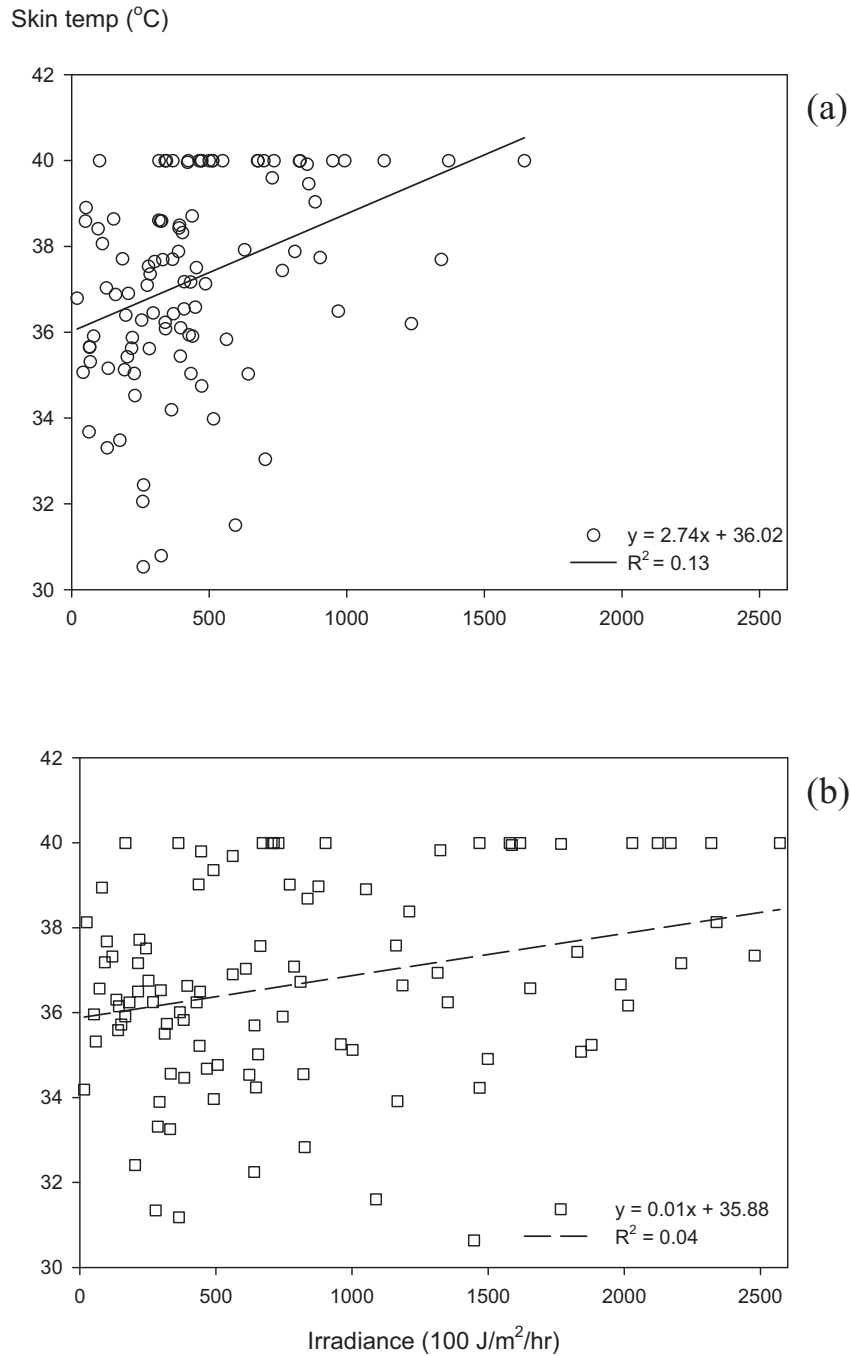 Skin temp (°C)
42
(a)
40
38
36
34
32
y = 2.74x + 36.02
R² = 0.13
30
0 500 1000 1500 2000 2500
42
(b)
40
38
36
34
32
y = 0.01x + 35.88
R² = 0.04
30
0 500 1000 1500 2000 2500
Irradiance (100 J/m²/hr)